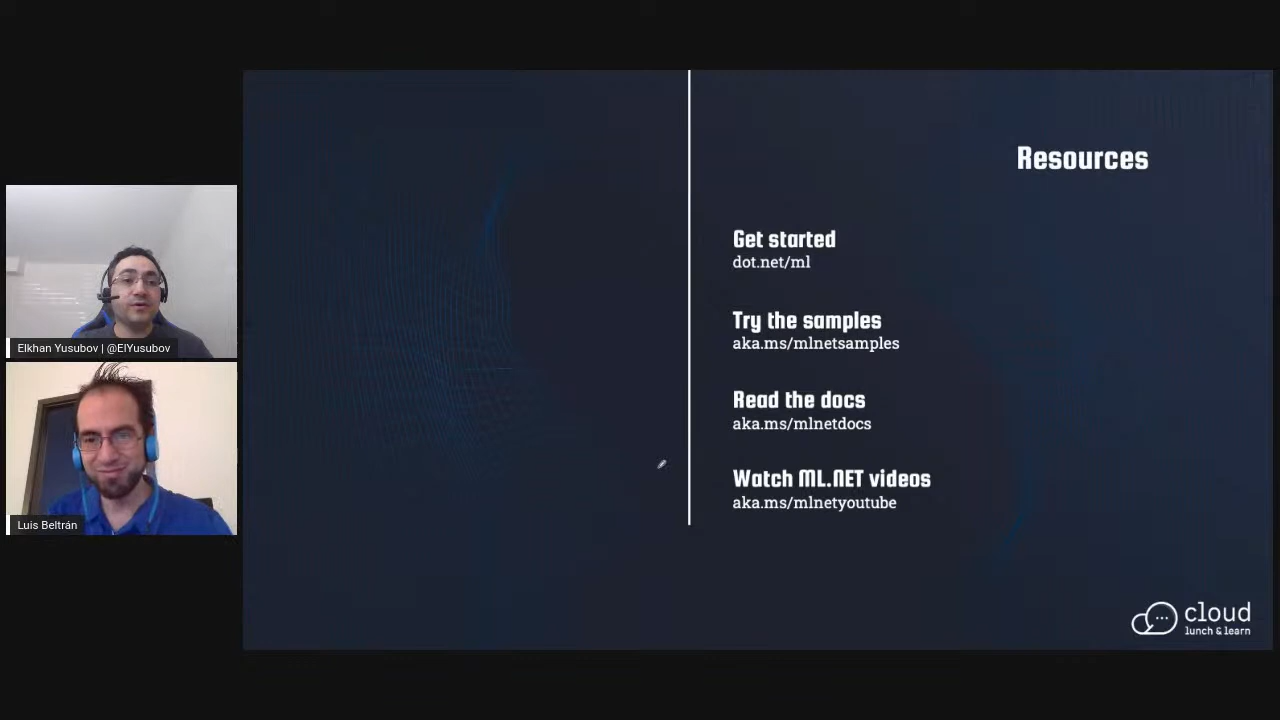 Resources
Get started
dot.net/ml
Try the samples
aka.ms/mlnetsamples
Read the docs
aka.ms/mlnetdocs
Watch ML.NET videos
aka.ms/mlnetyoutube
Elkhan Yusubov | @ElYusubov
Luis Beltrán
cloud
lunch & learn